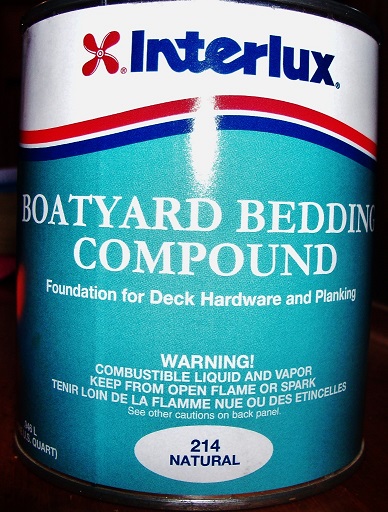 Interlux®
BOATYARD BEDDING
COMPOUND
Foundation for Deck Hardware and Planking
WARNING!
COMBUSTIBLE LIQUID AND VAPOR
KEEP FROM OPEN FLAME OR SPARK
TENIR LOIN DE LA FLAMME NUE OU DES ETINCELLES
See other cautions on back panel.
U.S. QUART)
214
NATURAL